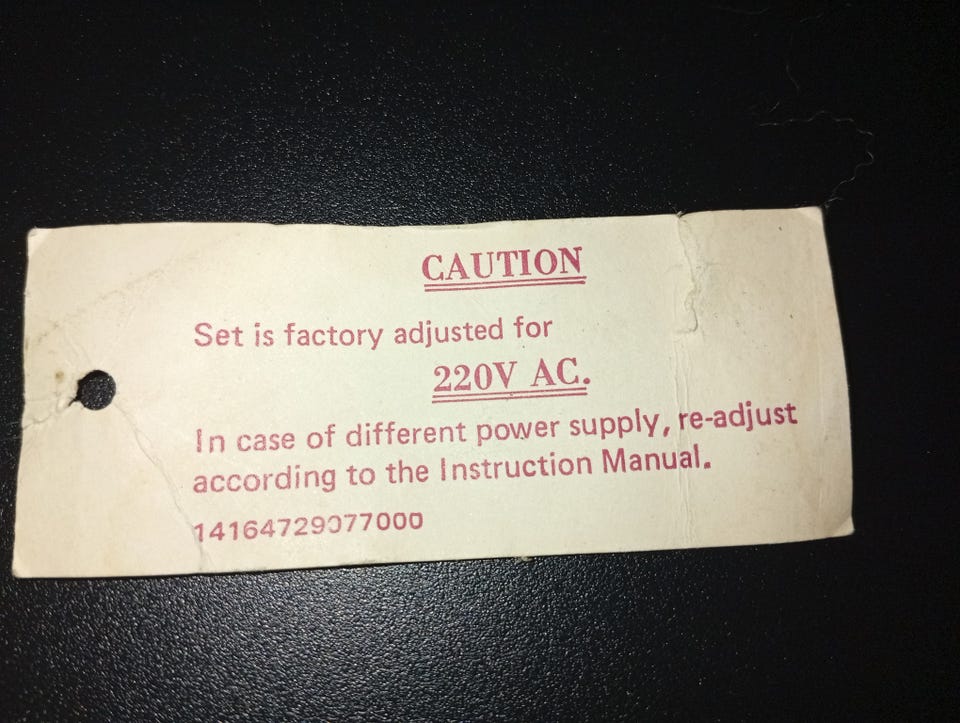 CAUTION
Set is factory adjusted for
220V AC.
In case of different power supply, re-adjust
according to the Instruction Manual.
14164729077000